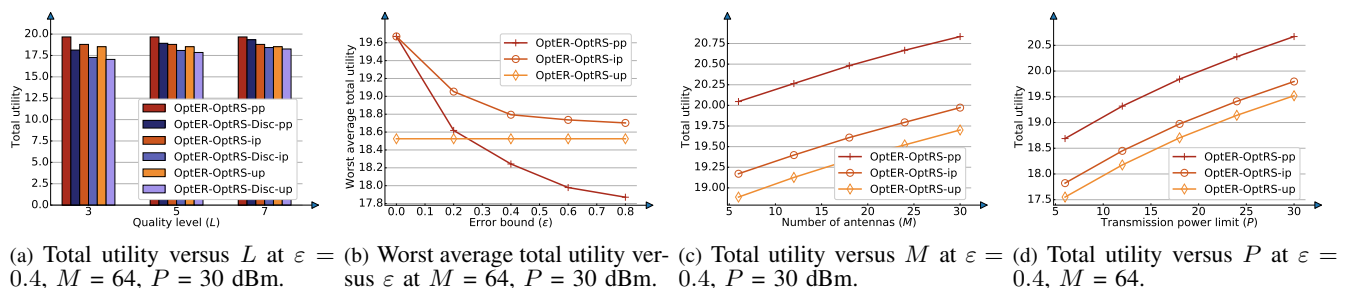 20.0
17.5
15.0
12.5
10.0
7.5
5.0
2.5
0.0
Total utility
OptER-OptRS-pp
OptER-OptRS-Disc-pp
OptER-OptRS-ip
OptER-OptRS-Disc-ip
OptER-OptRS-up
OptER-OptRS-Disc-up
3 5 7
Quality level (L)
19.6
19.4
19.2
19.0
18.8
18.6
18.4
18.2
18.0
17.8
Worst average total utility
OptER-OptRS-pp
OptER-OptRS-ip
OptER-OptRS-up
0.0 0.1 0.2 0.3 0.4 0.5 0.6 0.7 0.8
Error bound (ε)
20.75
20.50
20.25
20.00
19.75
19.50
19.25
19.00
Total utility
OptER-OptRS-pp
OptER-OptRS-ip
OptER-OptRS-up
5 10 15 20 25 30
Number of antennas (M)
20.5
20.0
19.5
19.0
18.5
18.0
17.5
Total utility
OptER-OptRS-pp
OptER-OptRS-ip
OptER-OptRS-up
5 10 15 20 25 30
Transmission power limit (P)
(a) Total utility versus L at ε =
0.4, M = 64, P = 30 dBm.
(b) Worst average total utility ver-
sus ε at M = 64, P = 30 dBm.
(c) Total utility versus M at ε =
0.4, P = 30 dBm.
(d) Total utility versus P at ε =
0.4, M = 64.